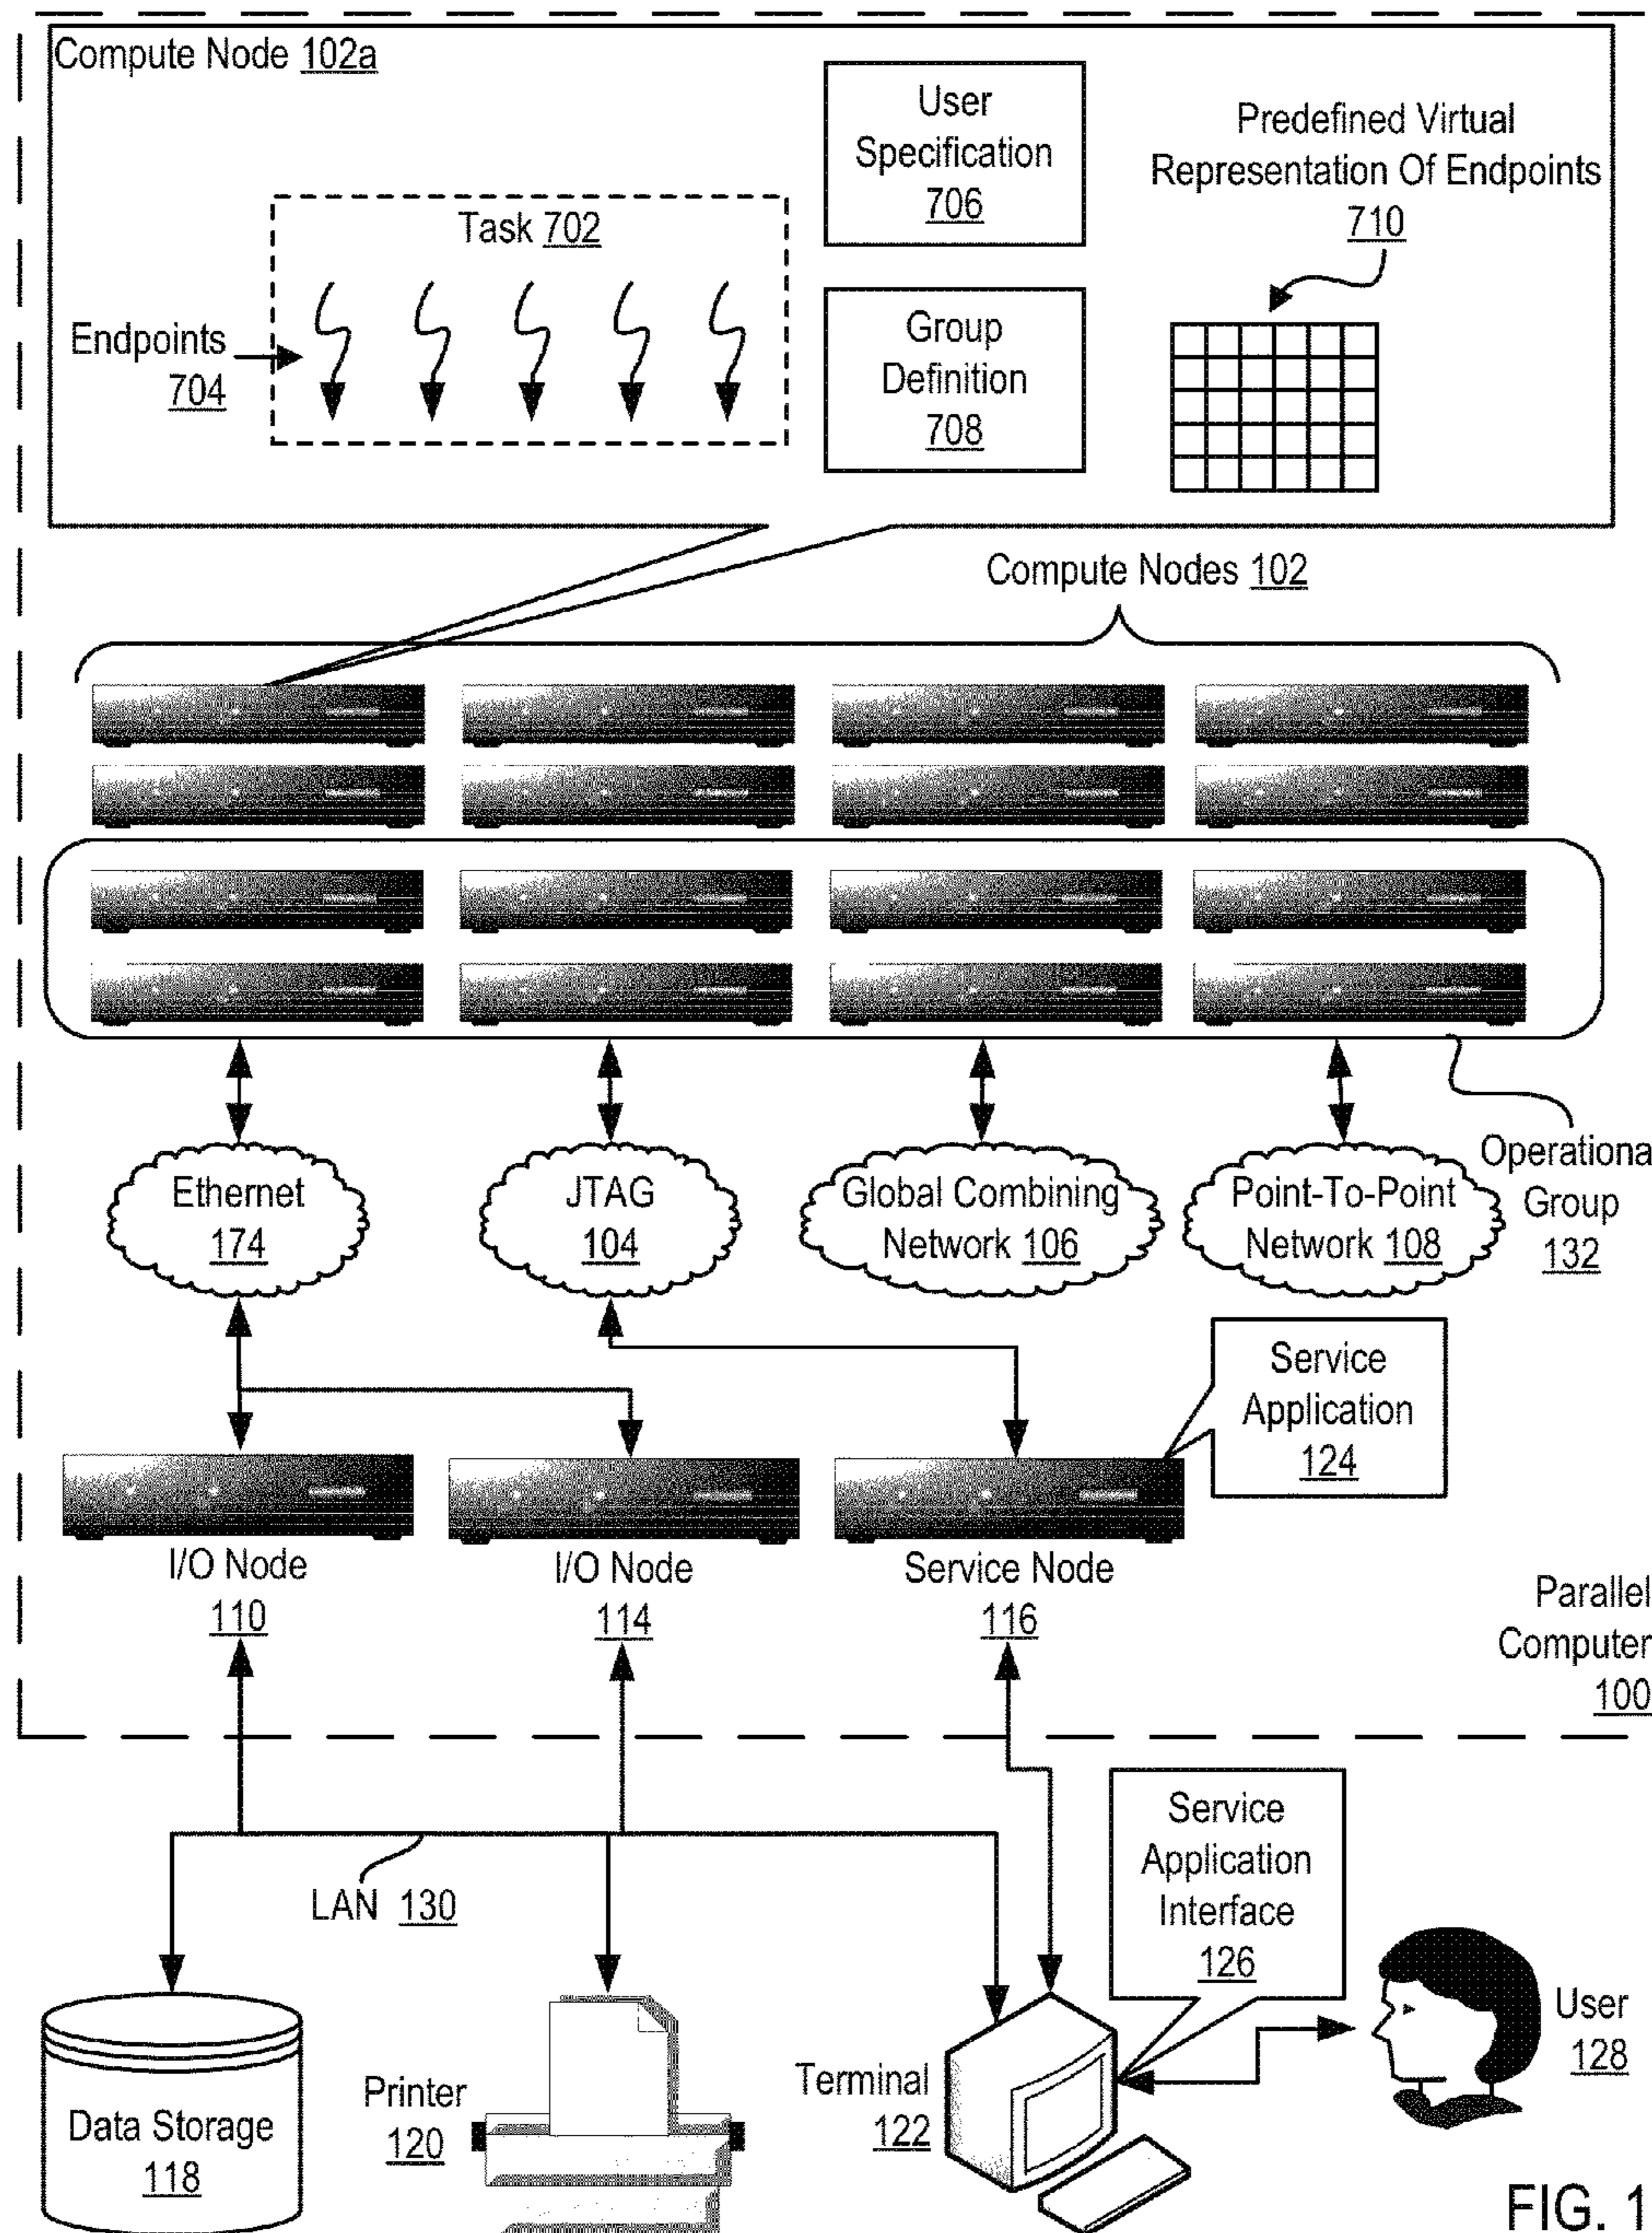 Compute Node 102a
User
Specification
706
Predefined Virtual
Representation Of Endpoints
710
Task 702
Endpoints
704
Group
Definition
708
Compute Nodes 102
Ethernet
174
JTAG
104
Global Combining
Network 106
Point-To-Point
Network 108
Operationa
Group
132
Service
Application
124
I/O Node
110
I/O Node
114
Service Node
116
Parallel
Computer
100
LAN 130
Service
Application
Interface
126
Data Storage
118
Printer
120
Terminal
122
User
128
FIG. 1